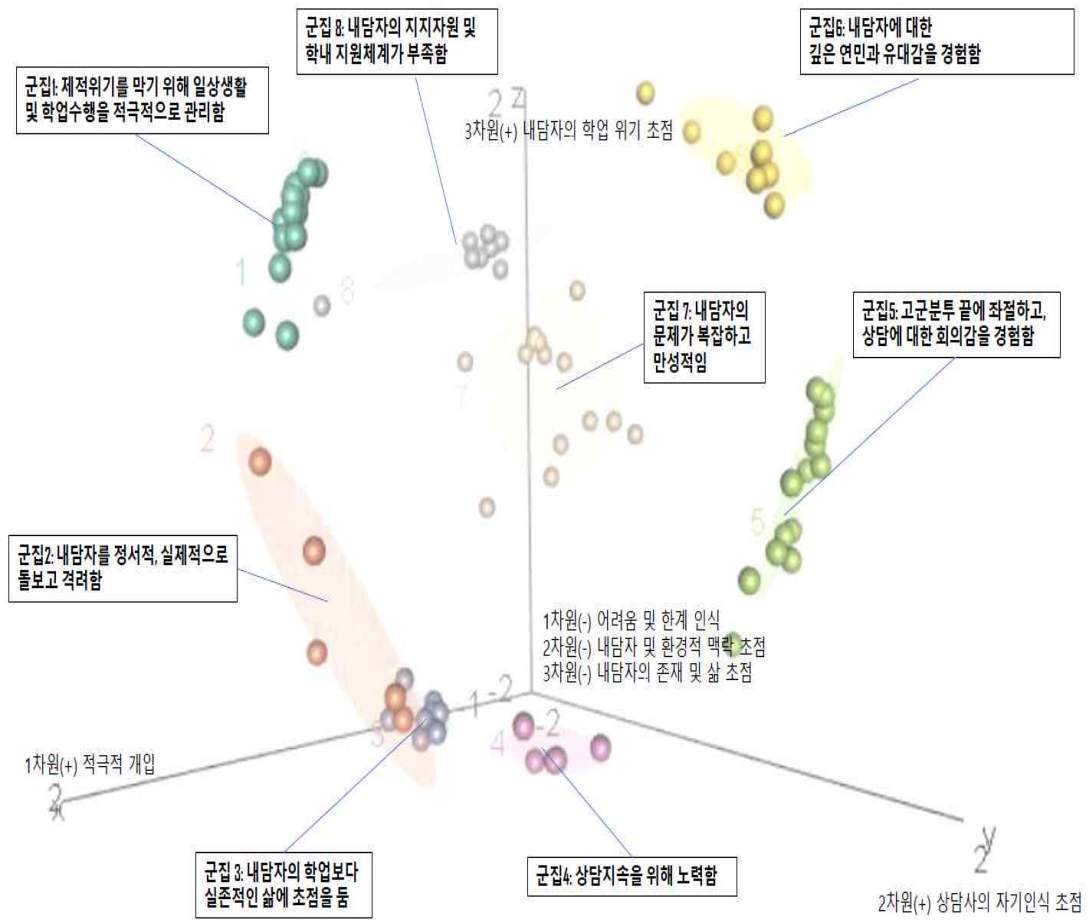 군집 8: 내담자의 지지자원 및
학내 지원체계가 부족함
군집6: 내담자에 대한
깊은 연민과 유대감을 경험함
군집1: 제적위기를 막기 위해 일상생활
및 학업수행을 적극적으로 관리함
2 Z
3차원(+) 내담자의 학업 위기 초점
1
8
군집 7: 내담자의
문제가 복잡하고
만성적임
군집5: 고군분투 끝에 좌절하고,
상담에 대한 회의감을 경험함
7
2
5
군집2: 내담자를 정서적, 실제적으로
돌보고 격려함
1차원(-) 어려움 및 한계 인식
2차원(-) 내담자 및 환경적 맥락 초점
3차원(-) 내담자의 존재 및 삶 초점
-1 -2
-2
3
4
1차원(+) 적극적 개입
2
X
y
2
군집 3: 내담자의 학업보다
실존적인 삶에 초점을 둠
군집4: 상담지속을 위해 노력함
2차원(+) 상담사의 자기인식 초점